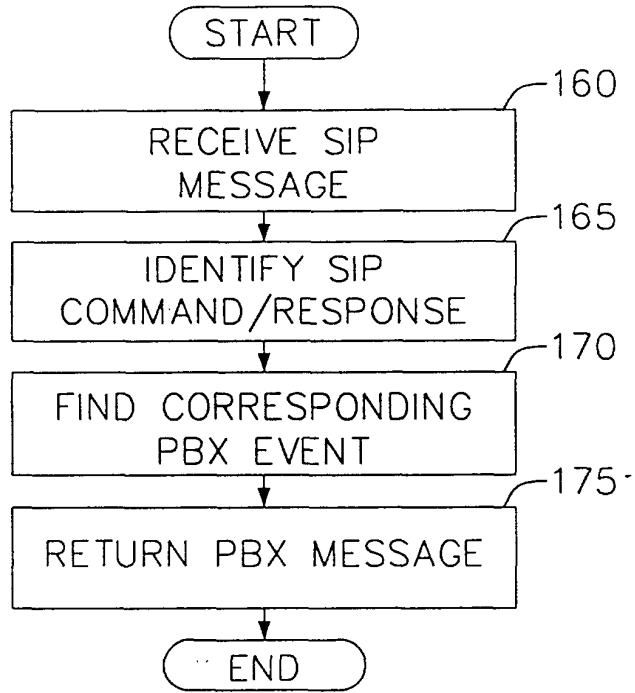 START
160
RECEIVE SIP
MESSAGE
165
IDENTIFY SIP
COMMAND/RESPONSE
170
FIND CORRESPONDING
PBX EVENT
175
RETURN PBX MESSAGE
END